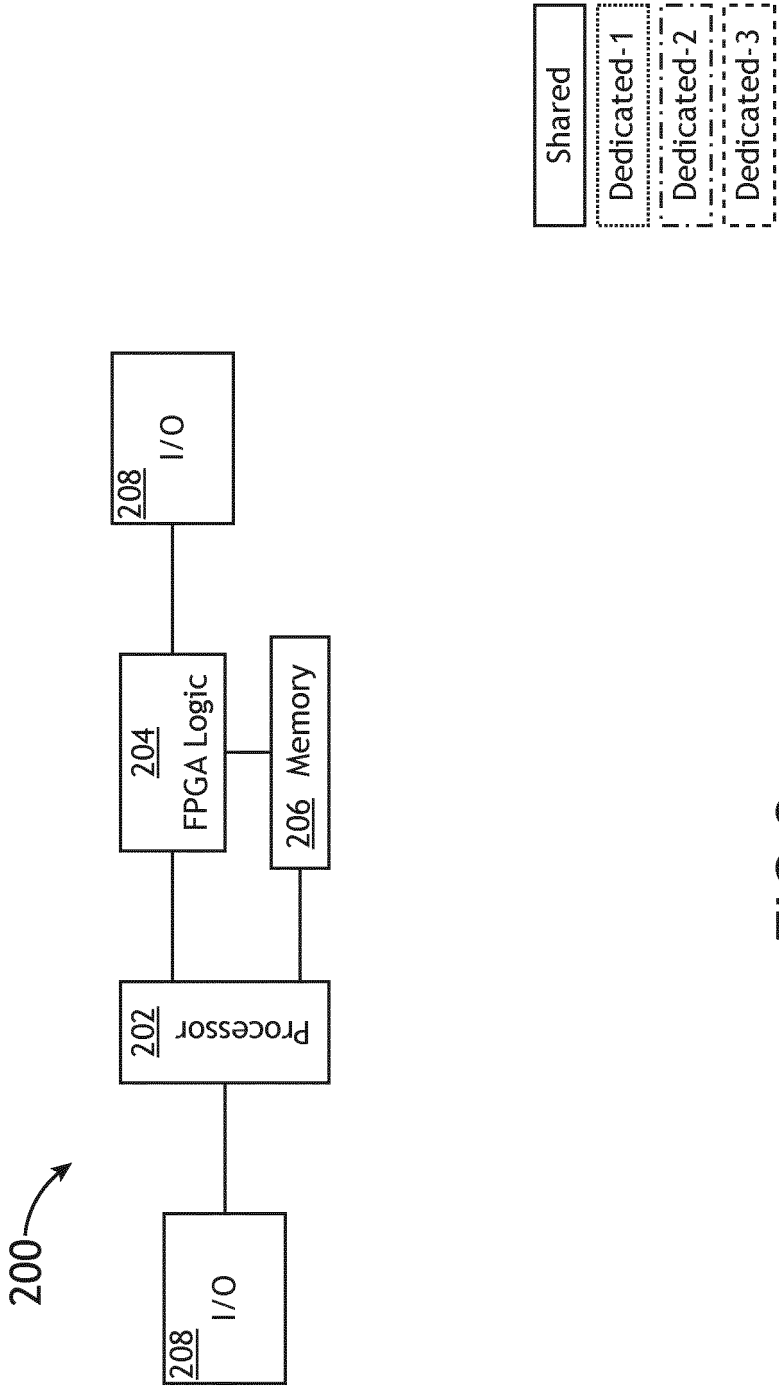 200
208
I/O
202
Processor
204
FPGA Logic
206 Memory
208
I/O
Shared
Dedicated-1
Dedicated-2
Dedicated-3